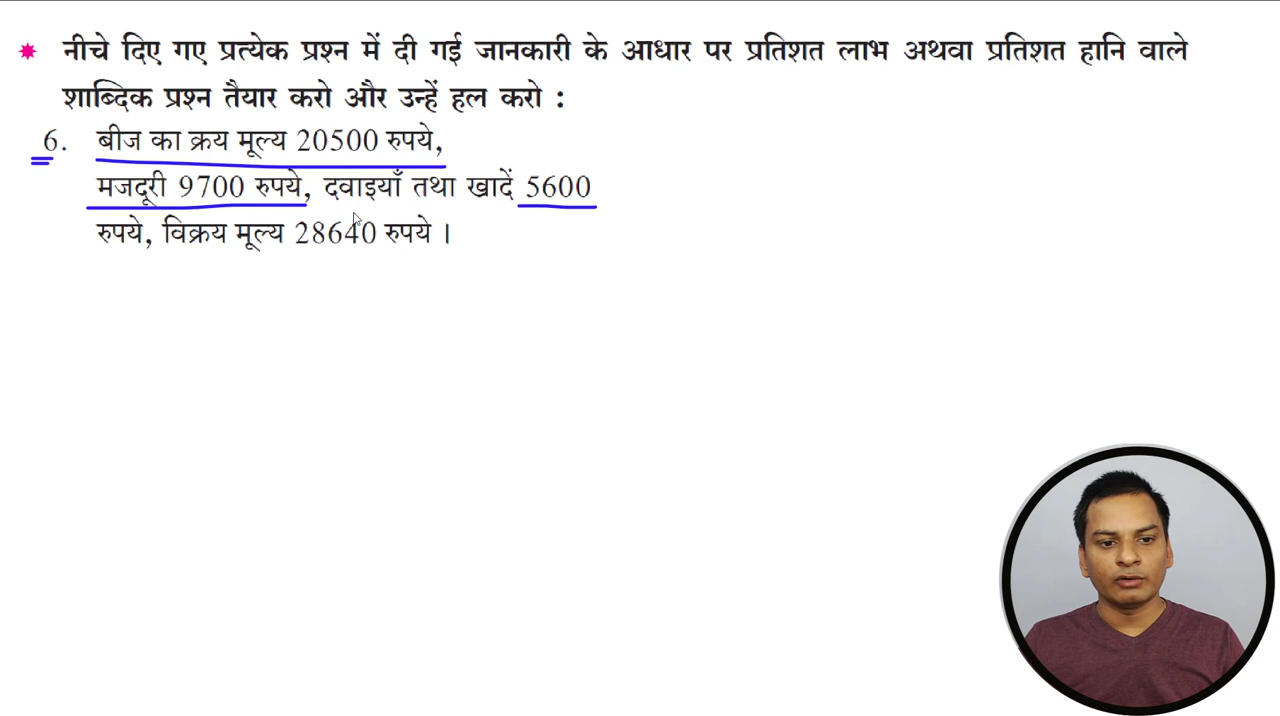 ✷ नीचे दिए गए प्रत्येक प्रश्न में दी गई जानकारी के आधार पर प्रतिशत लाभ अथवा प्रतिशत हानि वाले
शाब्दिक प्रश्न तैयार करो और उन्हें हल करो :
6. बीज का क्रय मूल्य 20500 रुपये,
मजदूरी 9700 रुपये, दवाइयाँ तथा खादें 5600
रुपये, विक्रय मूल्य 28640 रुपये ।